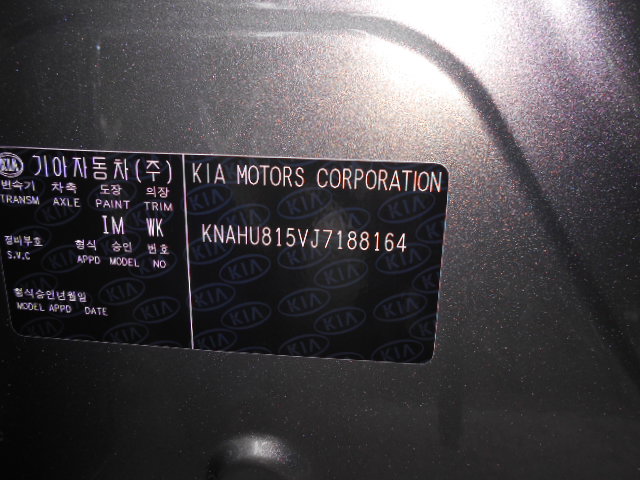 KIA 기아자동차(주)
변속기 차축 도장 의장
TRANSM AXLE PAINT TRIM
IM WK
정비부호 형식 승인 번호
S.V.C APPD MODEL NO
형식승인년월일
MODEL APPD DATE
KIA MOTORS CORPORATION
KNAHU815VJ7188164